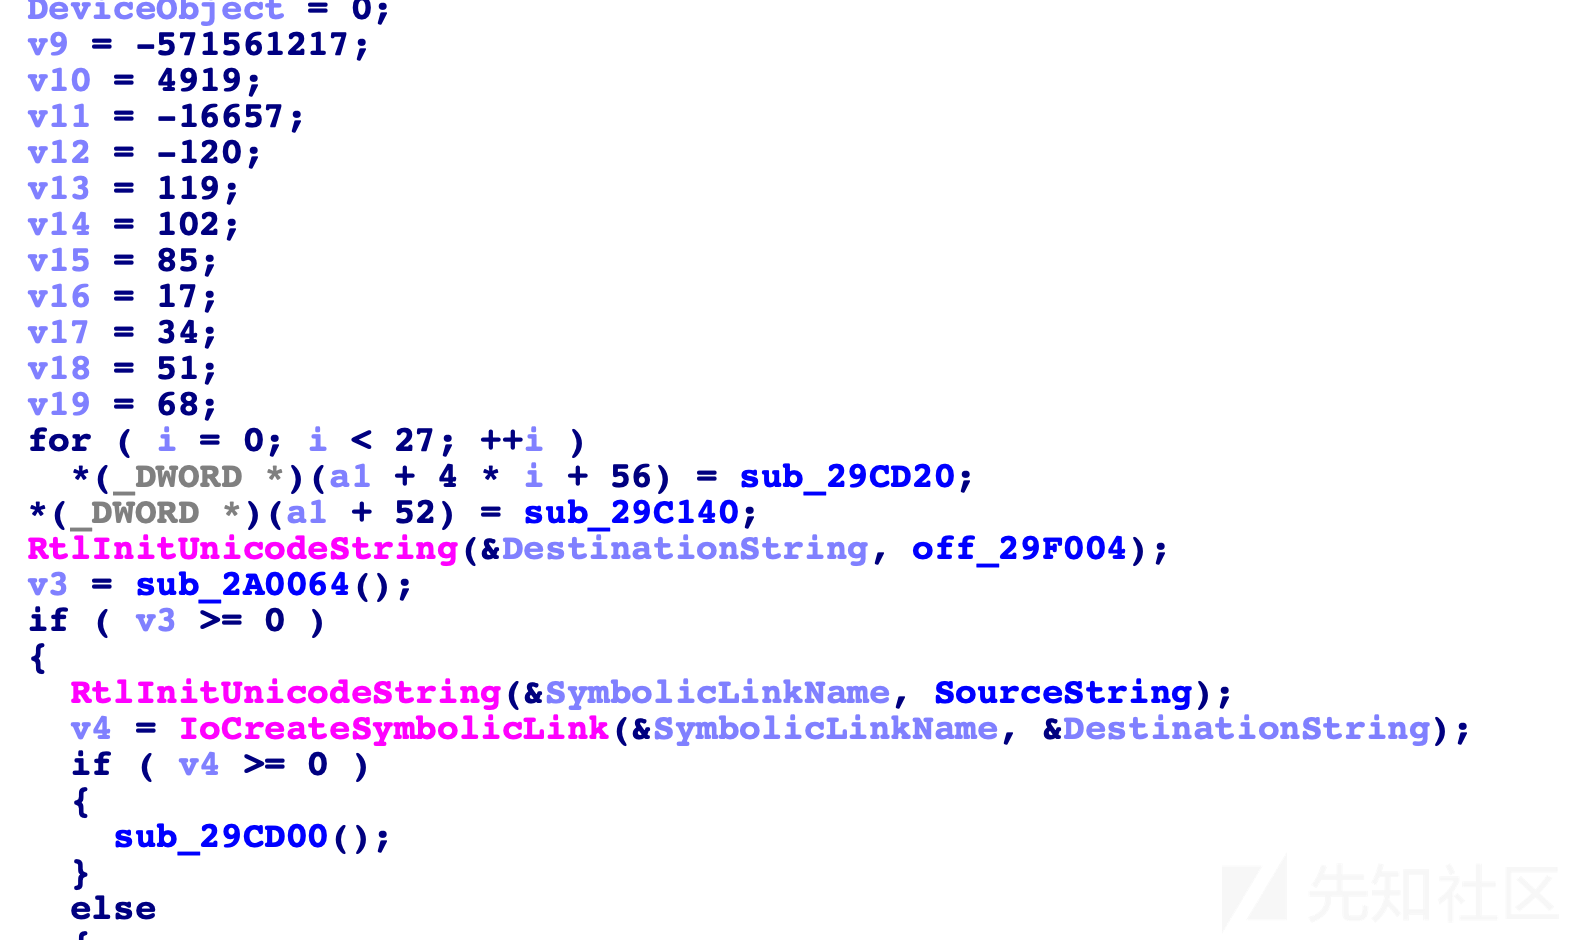 DeviceObject = 0;
v9 = -571561217;
v10 = 4919;
v11 = -16657;
v12 = -120;
v13 = 119;
v14 = 102;
v15 = 85;
v16 = 17;
v17 = 34;
v18 = 51;
v19 = 68;
for ( i = 0; i < 27; ++i )
*(_DWORD *)(a1 + 4 * i + 56) = sub_29CD20;
*(_DWORD *)(a1 + 52) = sub_29C140;
RtlInitUnicodeString(&DestinationString, off_29F004);
v3 = sub_2A0064();
if ( v3 >= 0 )
{
RtlInitUnicodeString(&SymbolicLinkName, SourceString);
v4 = IoCreateSymbolicLink(&SymbolicLinkName, &DestinationString);
if ( v4 >= 0 )
{
sub_29CD00();
}
else
{
先知社区